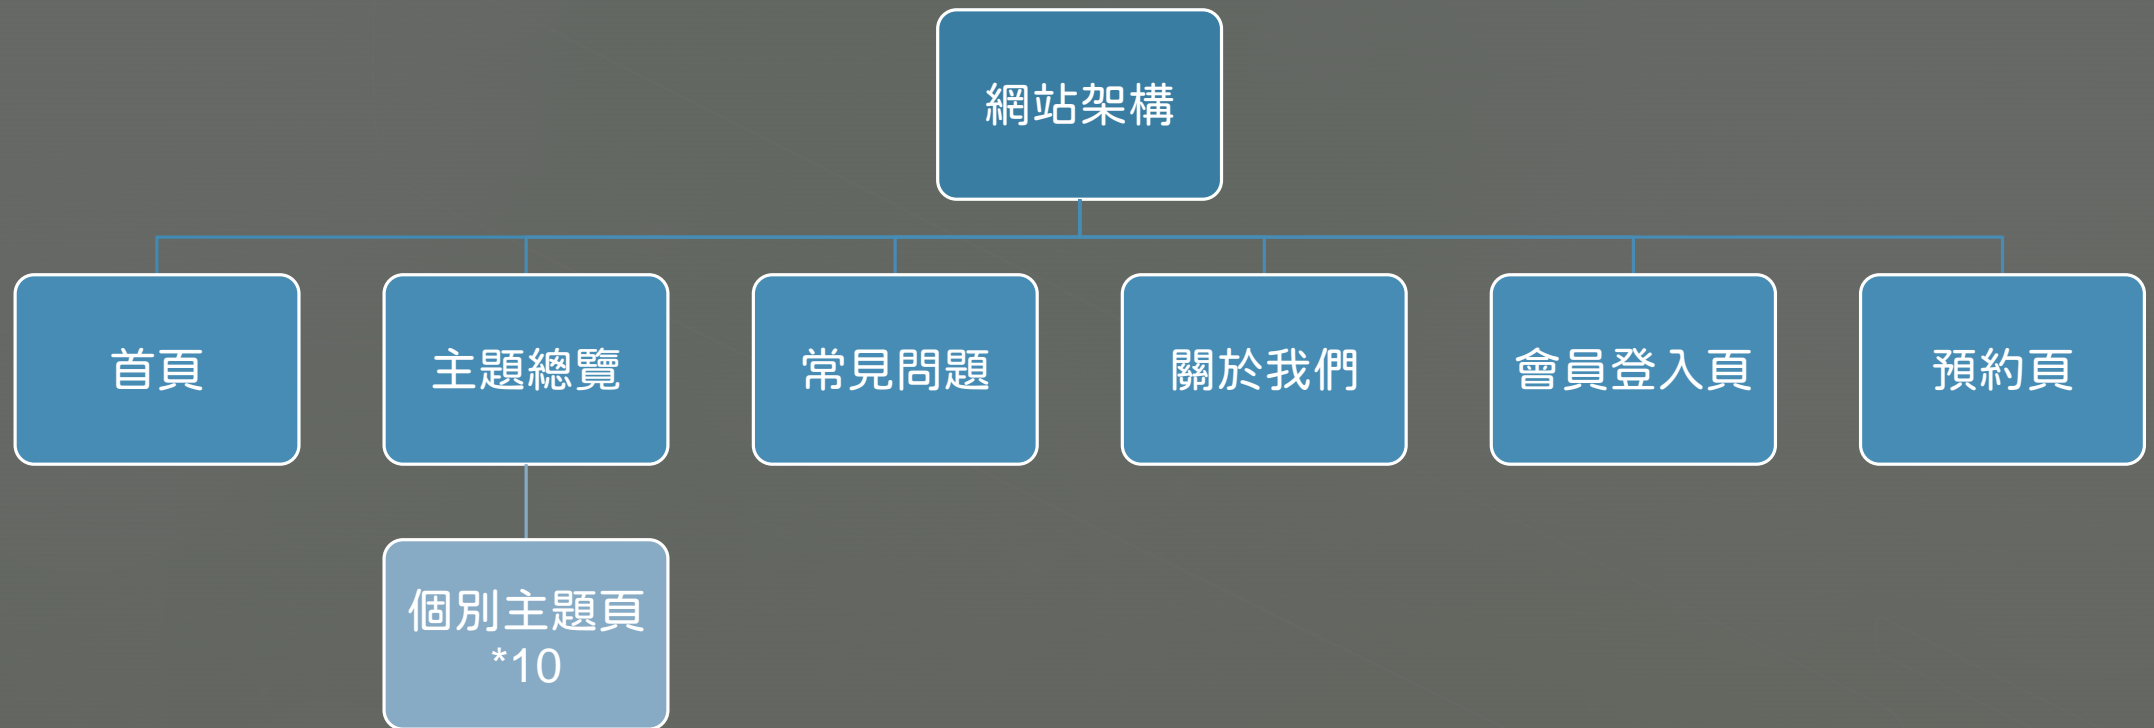 網站架構
首頁
主題總覽
常見問題
關於我們
會員登入頁
預約頁
個別主題頁
*10